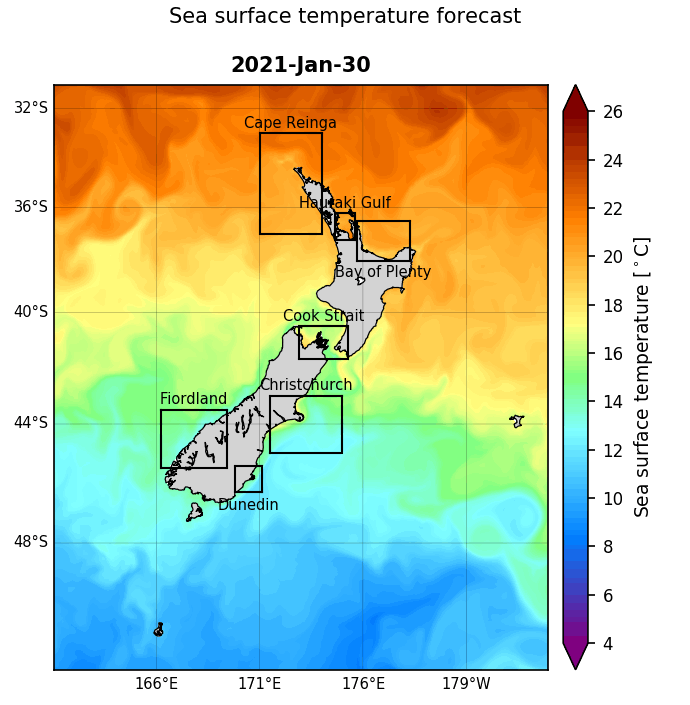 Sea surface temperature forecast
2021-Jan-30
32°S
36°S
40°S
44°S
48°S
166°E
171°E
176°E
179°W
Cape Reinga
Hauraki Gulf
Bay of Plenty
Cook Strait
Christchurch
Fiordland
Dunedin
26
24
22
20
18
16
14
12
10
8
6
4
Sea surface temperature [°C]